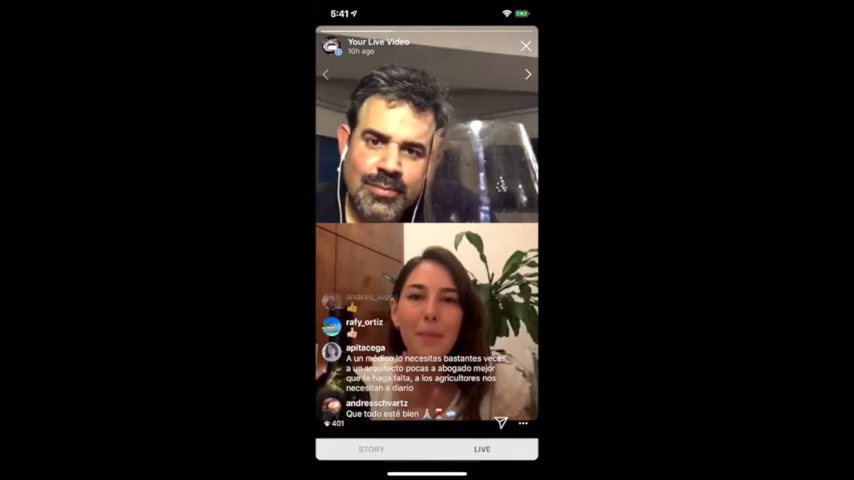 5:41
Your Live Video
10h ago
rafy_ortiz
apitacega
A un médico lo necesitas bastantes veces,
a un arquitecto pocas a abogado mejor
que te haga falta, a los agricultores nos
necesitan a diario
andresschvartz
Que todo esté bien
401
STORY
LIVE